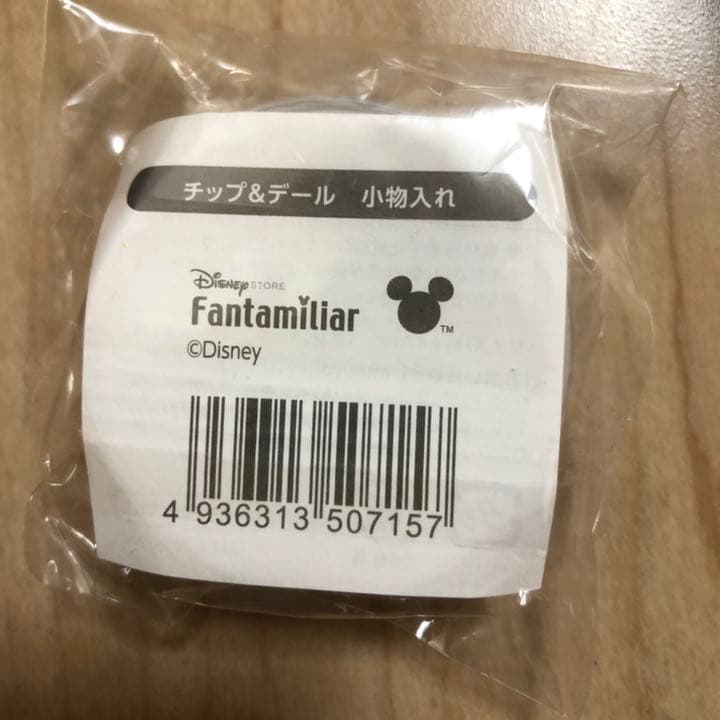 チップ&デール 小物入れ
Disney STORE
Fantamiliar
TM
©Disney
4 936313 507157